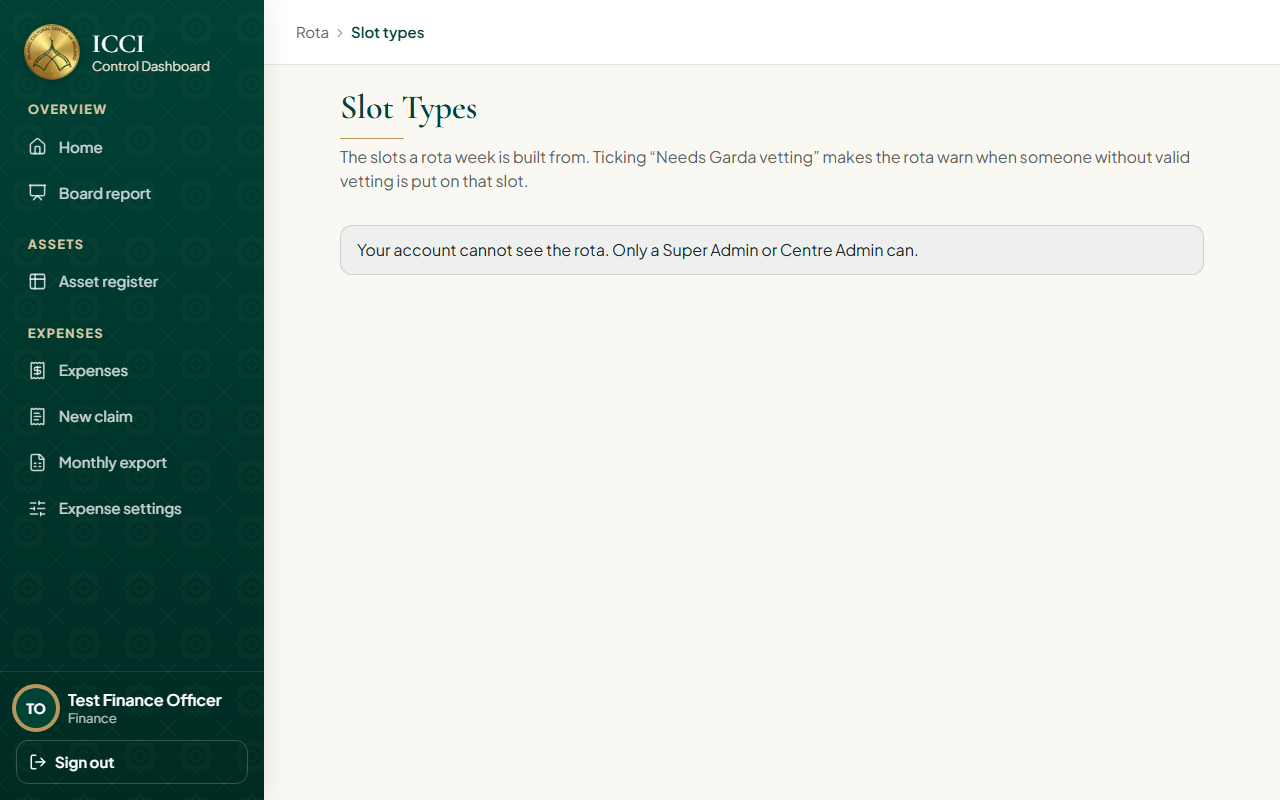 ICCI
Control Dashboard
OVERVIEW
Home
Board report
ASSETS
Asset register
EXPENSES
Expenses
New claim
Monthly export
Expense settings
TO
Test Finance Officer
Finance
Sign out
Rota > Slot types
Slot Types
The slots a rota week is built from. Ticking “Needs Garda vetting” makes the rota warn when someone without valid
vetting is put on that slot.
Your account cannot see the rota. Only a Super Admin or Centre Admin can.